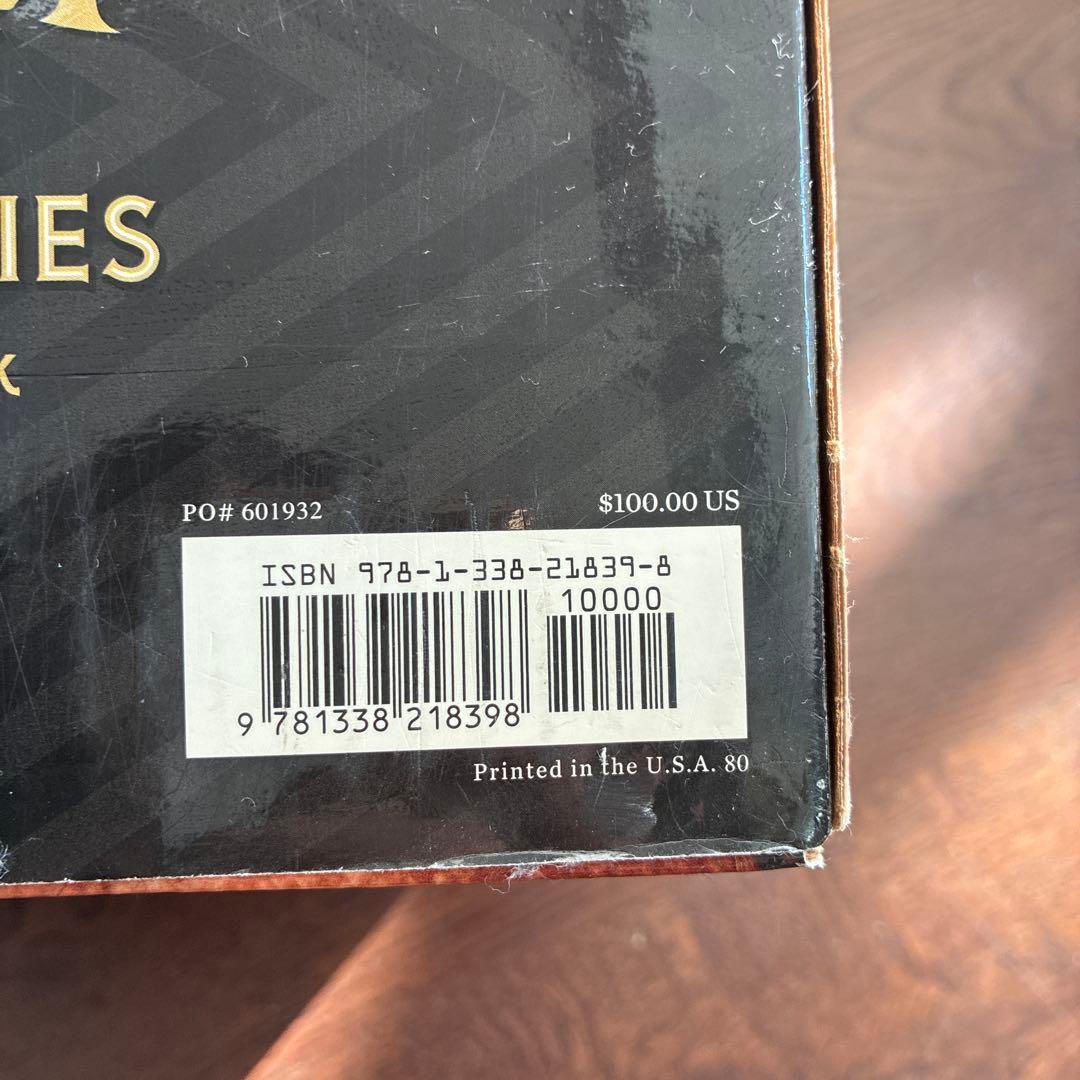 IES
K
PO# 601932
$100.00 US
ISBN 978-1-338-21839-8
10000
9 781338 218398
Printed in the U.S.A. 80